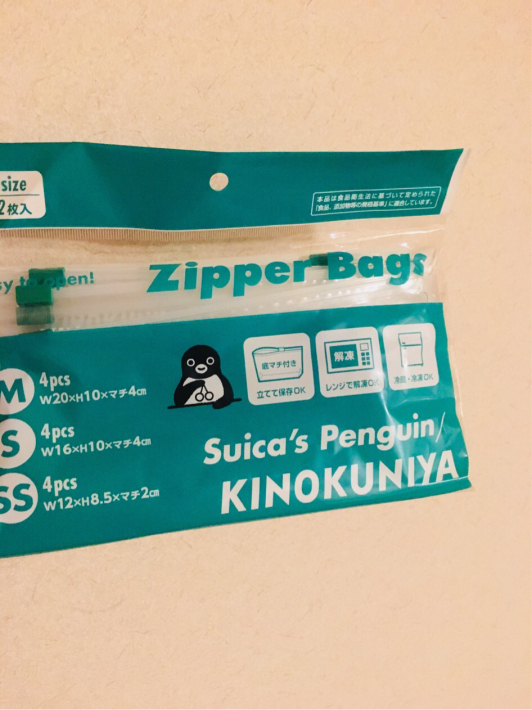 size
2枚入
本品は食品衛生法に基づいて定められた
「食品、添加物等の規格基準」に適合しています。
sy to open!
Zipper Bags
M 4pcs
W20×H10×マチ4cm
S 4pcs
W16×H10×マチ4cm
SS 4pcs
W12×H8.5×マチ2cm
底マチ付き
立てて保存OK
解凍
レンジで解凍OK
冷蔵・冷凍OK
Suica's Penguin/
KINOKUNIYA